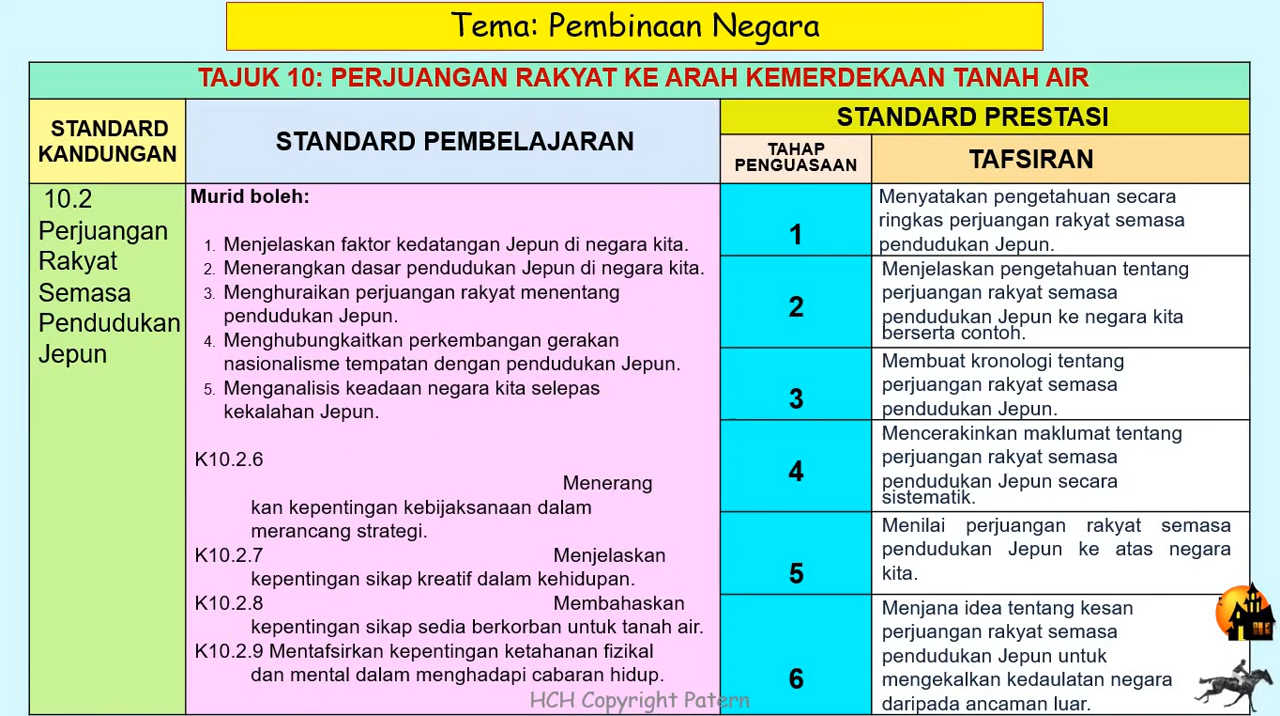 Tema: Pembinaan Negara
TAJUK 10: PERJUANGAN RAKYAT KE ARAH KEMERDEKAAN TANAH AIR
STANDARD
KANDUNGAN
STANDARD PEMBELAJARAN
STANDARD PRESTASI
TAHAP
PENGUASAAN
TAFSIRAN
10.2
Perjuangan
Rakyat
Semasa
Pendudukan
Jepun
Murid boleh:
1. Menjelaskan faktor kedatangan Jepun di negara kita.
2. Menerangkan dasar pendudukan Jepun di negara kita.
3. Menghuraikan perjuangan rakyat menentang
pendudukan Jepun.
4. Menghubungkaitkan perkembangan gerakan
nasionalisme tempatan dengan pendudukan Jepun.
5. Menganalisis keadaan negara kita selepas
kekalahan Jepun.
K10.2.6
Menerang
kan kepentingan kebijaksanaan dalam
merancang strategi.
K10.2.7 Menjelaskan
kepentingan sikap kreatif dalam kehidupan.
K10.2.8 Membahaskan
kepentingan sikap sedia berkorban untuk tanah air.
K10.2.9 Mentafsirkan kepentingan ketahanan fizikal
dan mental dalam menghadapi cabaran hidup.
1
Menyatakan pengetahuan secara
ringkas perjuangan rakyat semasa
pendudukan Jepun.
2
Menjelaskan pengetahuan tentang
perjuangan rakyat semasa
pendudukan Jepun ke negara kita
berserta contoh.
3
Membuat kronologi tentang
perjuangan rakyat semasa
pendudukan Jepun.
4
Mencerakinkan maklumat tentang
perjuangan rakyat semasa
pendudukan Jepun secara
sistematik.
5
Menilai perjuangan rakyat semasa
pendudukan Jepun ke atas negara
kita.
6
Menjana idea tentang kesan
perjuangan rakyat semasa
pendudukan Jepun untuk
mengekalkan kedaulatan negara
daripada ancaman luar.
HCH Copyright Patern